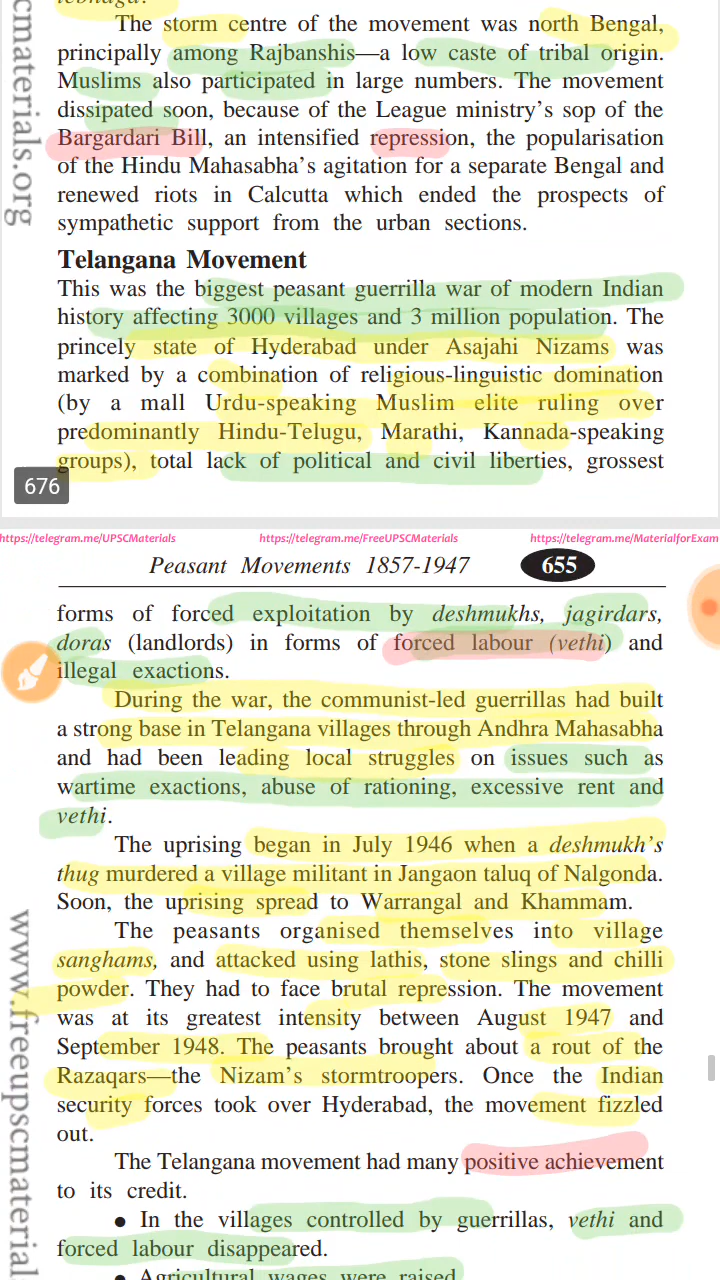 tebhaga.
The storm centre of the movement was north Bengal,
principally among Rajbanshis—a low caste of tribal origin.
Muslims also participated in large numbers. The movement
dissipated soon, because of the League ministry's sop of the
Bargardari Bill, an intensified repression, the popularisation
of the Hindu Mahasabha's agitation for a separate Bengal and
renewed riots in Calcutta which ended the prospects of
sympathetic support from the urban sections.
Telangana Movement
This was the biggest peasant guerrilla war of modern Indian
history affecting 3000 villages and 3 million population. The
princely state of Hyderabad under Asajahi Nizams was
marked by a combination of religious-linguistic domination
(by a mall Urdu-speaking Muslim elite ruling over
predominantly Hindu-Telugu, Marathi, Kannada-speaking
groups), total lack of political and civil liberties, grossest
676
cmaterials.org
https://telegram.me/UPSCMaterials https://telegram.me/FreeUPSCMaterials https://telegram.me/MaterialforExam
Peasant Movements 1857-1947 655
forms of forced exploitation by deshmukhs, jagirdars,
doras (landlords) in forms of forced labour (vethi) and
illegal exactions.
During the war, the communist-led guerrillas had built
a strong base in Telangana villages through Andhra Mahasabha
and had been leading local struggles on issues such as
wartime exactions, abuse of rationing, excessive rent and
vethi.
The uprising began in July 1946 when a deshmukh's
thug murdered a village militant in Jangaon taluq of Nalgonda.
Soon, the uprising spread to Warrangal and Khammam.
The peasants organised themselves into village
sanghams, and attacked using lathis, stone slings and chilli
powder. They had to face brutal repression. The movement
was at its greatest intensity between August 1947 and
September 1948. The peasants brought about a rout of the
Razaqars—the Nizam's stormtroopers. Once the Indian
security forces took over Hyderabad, the movement fizzled
out.
The Telangana movement had many positive achievement
to its credit.
● In the villages controlled by guerrillas, vethi and
forced labour disappeared.
● Agricultural wages were raised.
www.freeupscmaterials